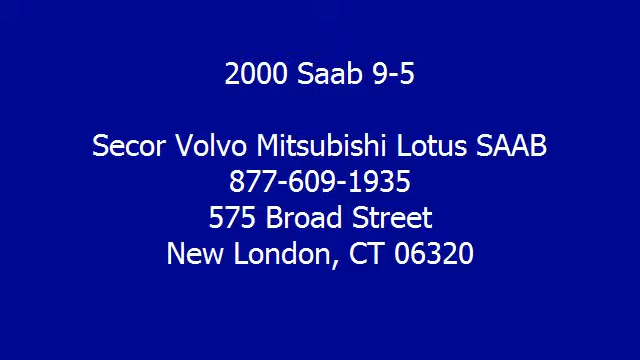 2000 Saab 9-5
Secor Volvo Mitsubishi Lotus SAAB
877-609-1935
575 Broad Street
New London, CT 06320